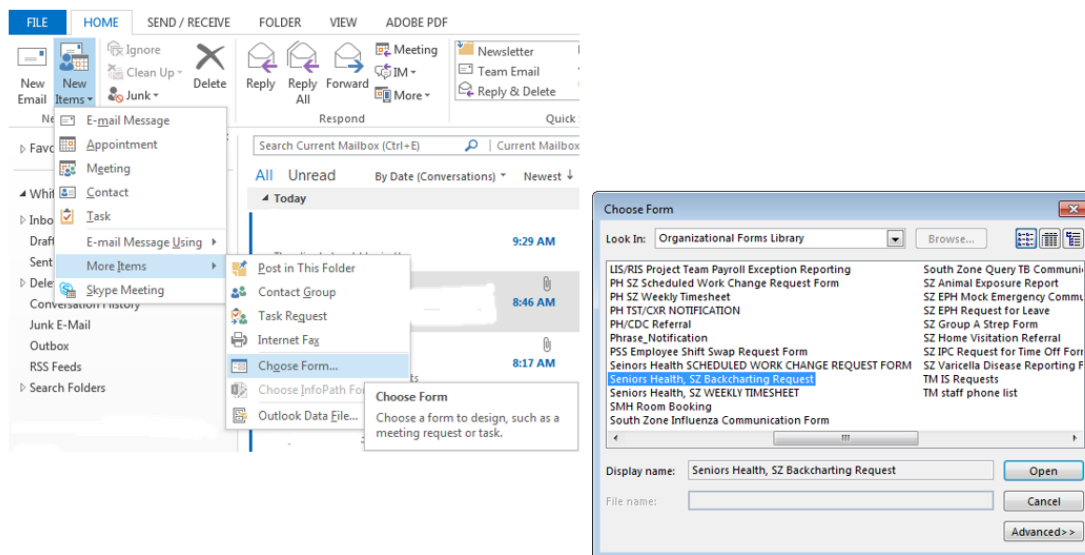 FILE HOME SEND / RECEIVE FOLDER VIEW ADOBE PDF
New Email
New Items
Ignore
Clean Up
Junk
Delete
Reply
Reply All
Forward
Meeting
IM
More
Respond
Newsletter
Team Email
Reply & Delete
Quick
E-mail Message
Appointment
Meeting
Contact
Task
E-mail Message Using
More Items
Skype Meeting
Search Current Mailbox (Ctrl+E) Current Mailbox
All Unread By Date (Conversations) Newest
Today
9:29 AM
8:46 AM
8:17 AM
Sent
Conversation History
Junk E-Mail
Outbox
RSS Feeds
Search Folders
Post in This Folder
Contact Group
Task Request
Internet Fax
Choose Form...
Choose InfoPath Fo
Outlook Data File...
Choose Form
Choose a form to design, such as a
meeting request or task.
Choose Form
Look In: Organizational Forms Library Browse...
LIS/RIS Project Team Payroll Exception Reporting
PH SZ Scheduled Work Change Request Form
PH SZ Weekly Timesheet
PH TST/CXR NOTIFICATION
PH/CDC Referral
Phrase_Notification
PSS Employee Shift Swap Request Form
Seinors Health SCHEDULED WORK CHANGE REQUEST FORM
Seniors Health, SZ Backcharting Request
Seniors Health, SZ WEEKLY TIMESHEET
SMH Room Booking
South Zone Influenza Communication Form
South Zone Query TB Communi
SZ Animal Exposure Report
SZ EPH Mock Emergency Commu
SZ EPH Request for Leave
SZ Group A Strep Form
SZ Home Visitation Referral
SZ IPC Request for Time Off Forr
SZ Varicella Disease Reporting F
TM IS Requests
TM staff phone list
Display name: Seniors Health, SZ Backcharting Request Open
File name: Cancel
Advanced>>